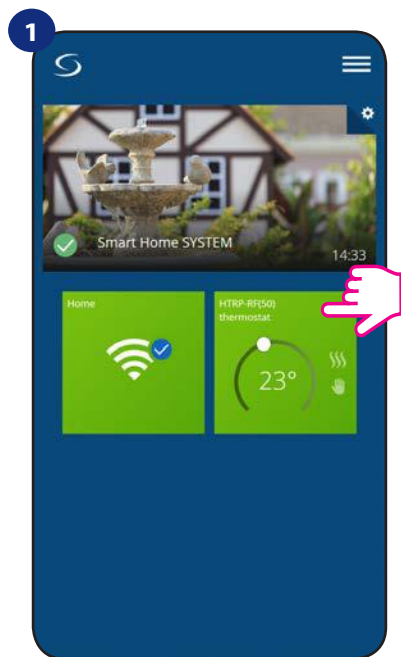 1
Smart Home SYSTEM
14:33
Home
HTRP-RF(50)
thermostat
23°